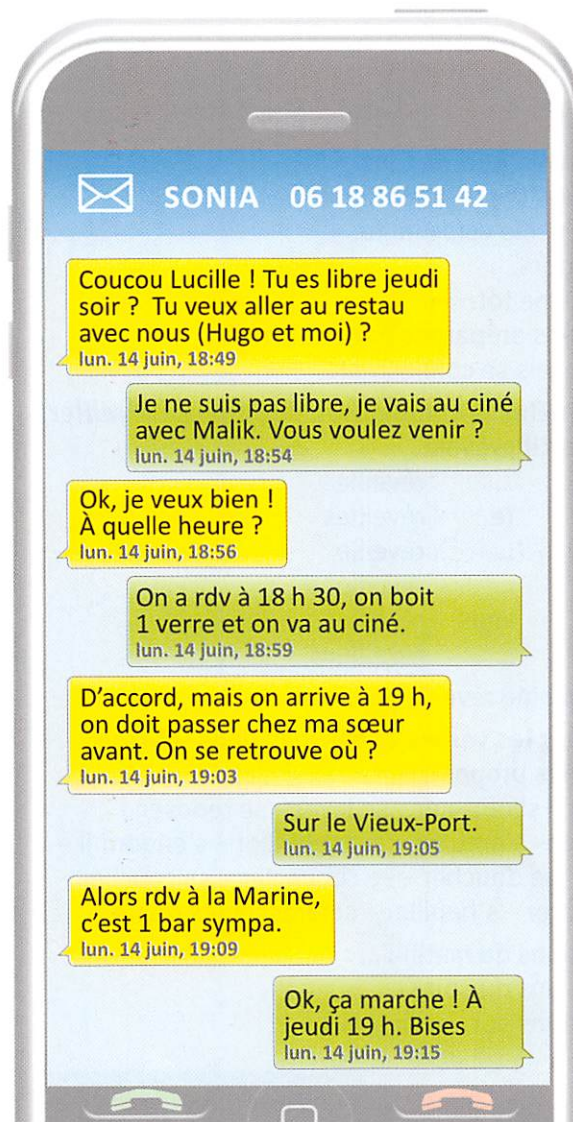 SONIA 06 18 86 51 42
Coucou Lucille ! Tu es libre jeudi
soir ? Tu veux aller au restau
avec nous (Hugo et moi) ?
lun. 14 juin, 18:49
Je ne suis pas libre, je vais au ciné
avec Malik. Vous voulez venir ?
lun. 14 juin, 18:54
Ok, je veux bien !
À quelle heure ?
lun. 14 juin, 18:56
On a rdv à 18 h 30, on boit
1 verre et on va au ciné.
lun. 14 juin, 18:59
D'accord, mais on arrive à 19 h,
on doit passer chez ma sœur
avant. On se retrouve où ?
lun. 14 juin, 19:03
Sur le Vieux-Port.
lun. 14 juin, 19:05
Alors rdv à la Marine,
c'est 1 bar sympa.
lun. 14 juin, 19:09
Ok, ça marche ! À
jeudi 19 h. Bises
lun. 14 juin, 19:15